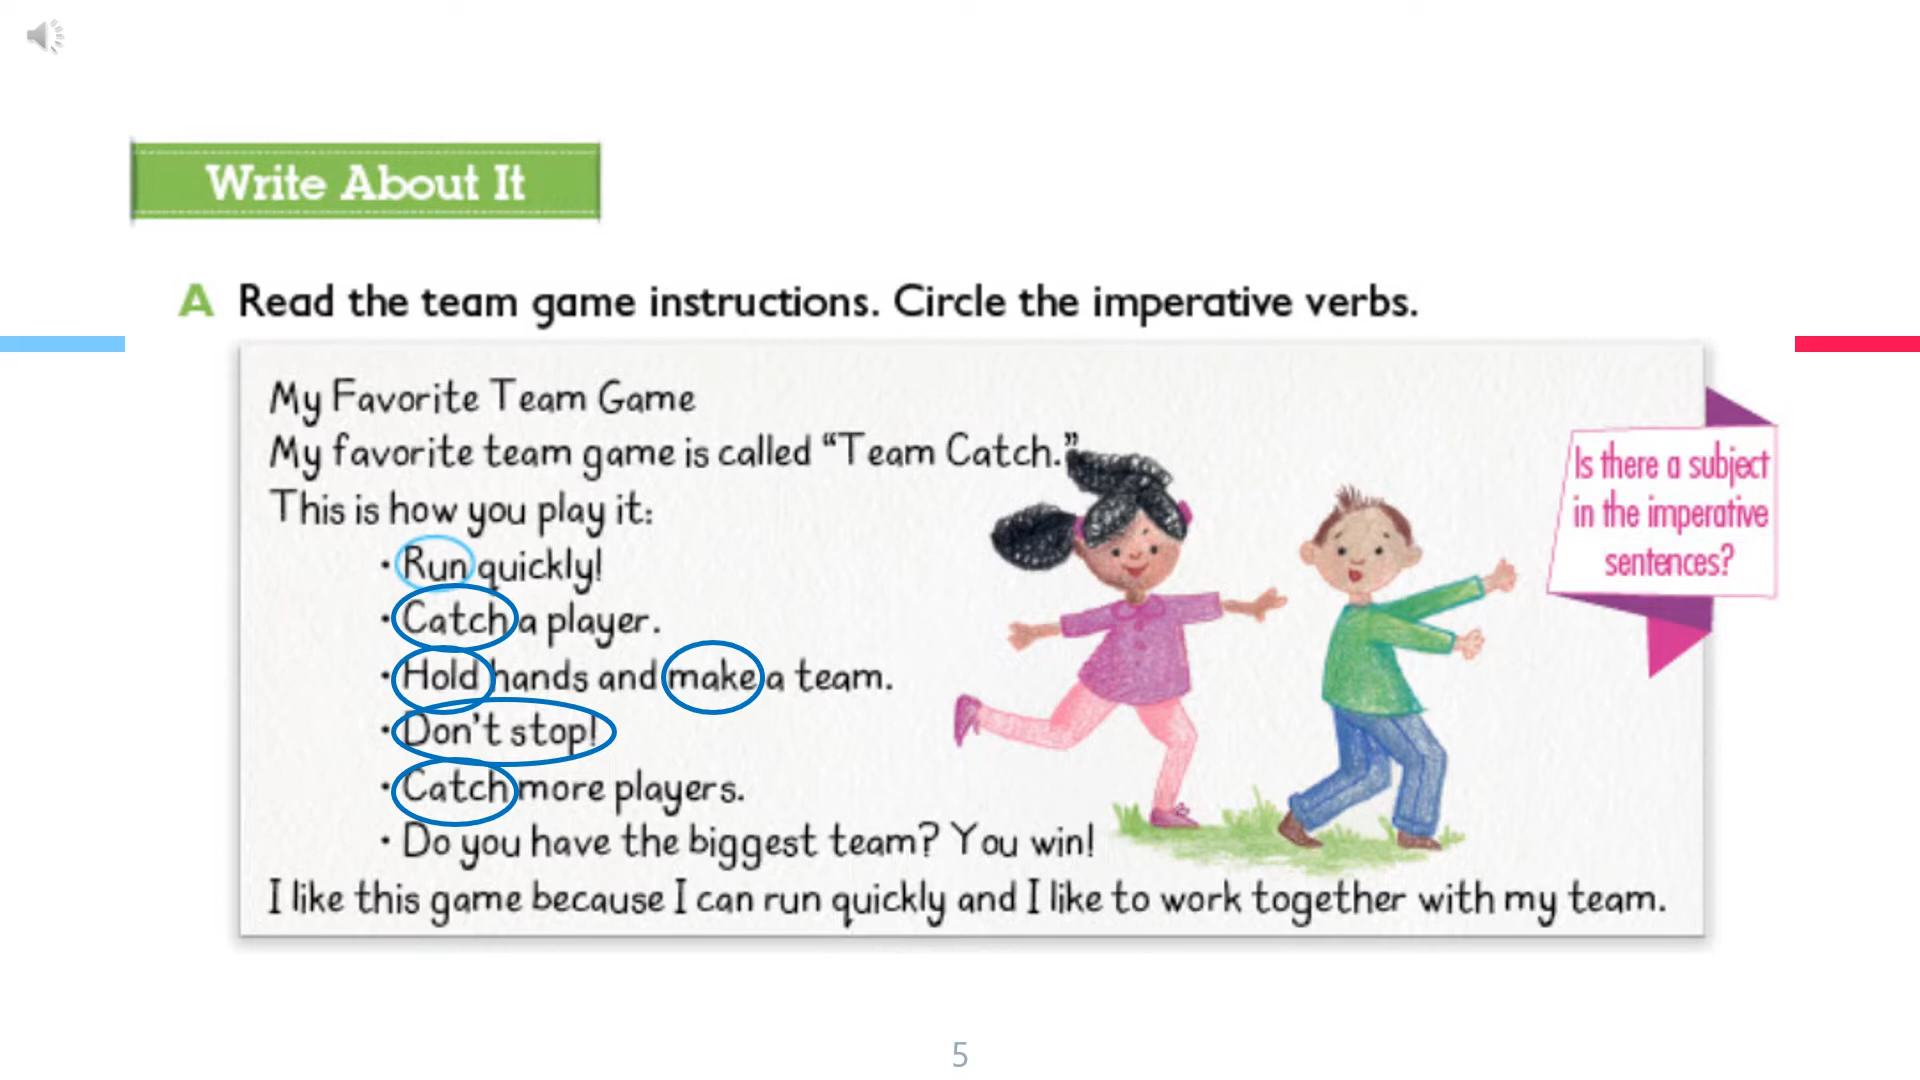 Write About It
A Read the team game instructions. Circle the imperative verbs.
My Favorite Team Game
My favorite team game is called “Team Catch.”
This is how you play it:
• Run quickly!
• Catch a player.
• Hold hands and make a team.
• Don't stop!
• Catch more players.
• Do you have the biggest team? You win!
I like this game because I can run quickly and I like to work together with my team.
Is there a subject
in the imperative
sentences?
5